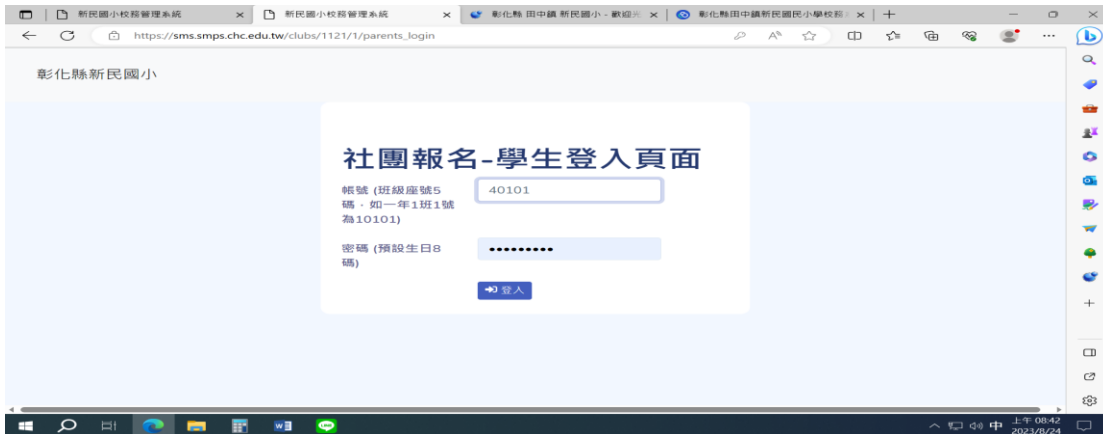 新民國小校務管理系統
新民國小校務管理系統
彰化縣 田中鎮 新民國小 - 歡迎光
彰化縣田中鎮新民國民小學校務
https://sms.smps.chc.edu.tw/clubs/1121/1/parents_login
彰化縣新民國小
社團報名-學生登入頁面
帳號 (班級座號5
碼，如一年1班1號
為10101)
40101
密碼 (預設生日8
碼)
•••••••••
登入
中
上午 08:42
2023/8/24